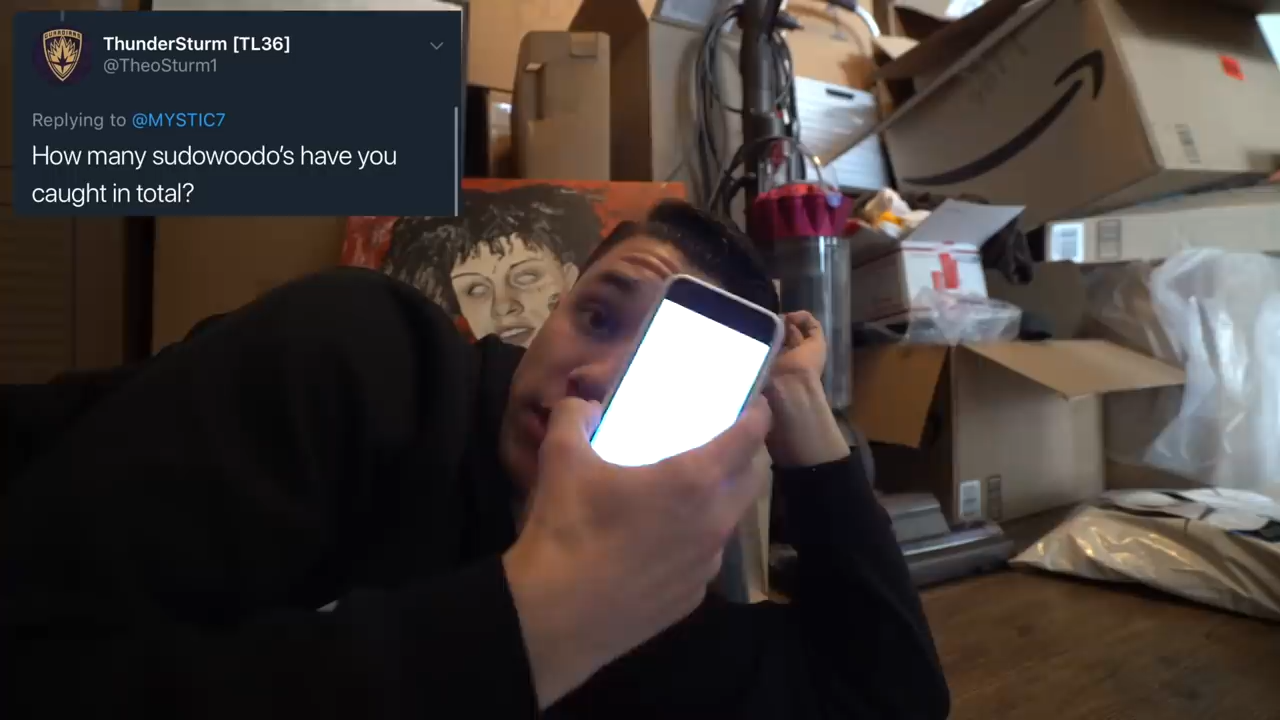 ThunderSturm [TL36]
@TheoSturm1
Replying to @MYSTIC7
How many sudowoodo's have you
caught in total?